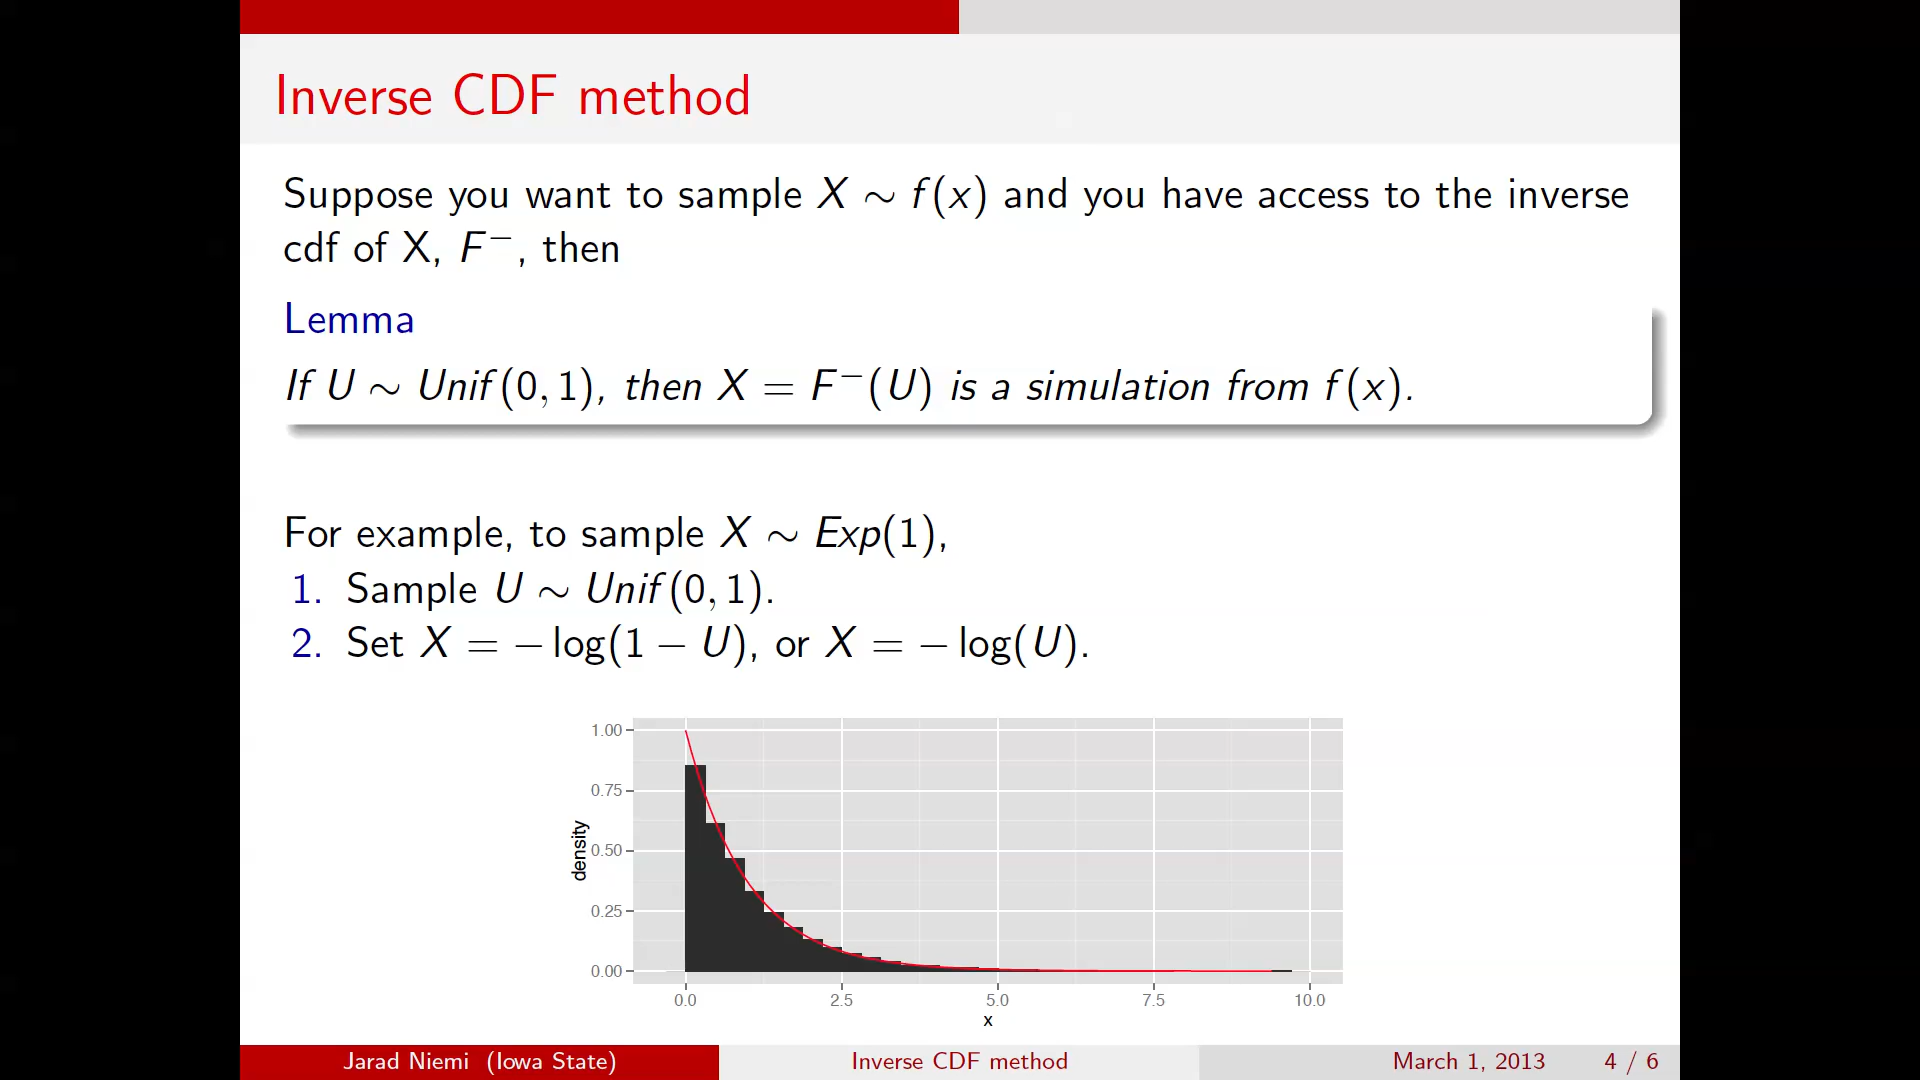 Inverse CDF method
Suppose you want to sample X ∼ f(x) and you have access to the inverse
cdf of X, F⁻, then
Lemma
If U ∼ Unif(0, 1), then X = F⁻(U) is a simulation from f(x).
For example, to sample X ∼ Exp(1),
1. Sample U ∼ Unif(0, 1).
2. Set X = − log(1 − U), or X = − log(U).
1.00
0.75
0.50
0.25
0.00
density
0.0 2.5 5.0 7.5 10.0
x
Jarad Niemi (Iowa State) Inverse CDF method March 1, 2013 4 / 6